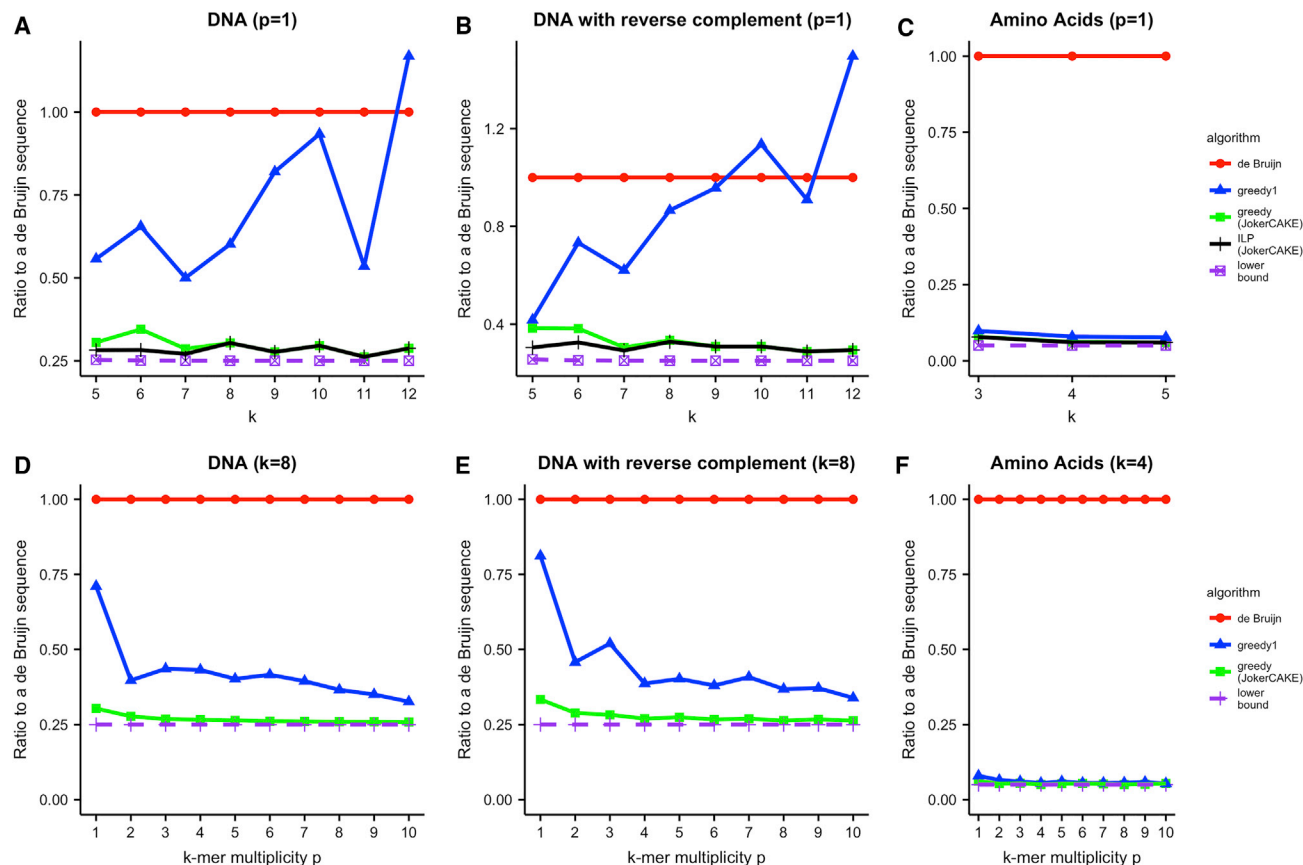 A
DNA (p=1)
Ratio to a de Bruijn sequence
1.00
0.75
0.50
0.25
5 6 7 8 9 10 11 12
k
B
DNA with reverse complement (p=1)
Ratio to a de Bruijn sequence
1.2
0.8
0.4
5 6 7 8 9 10 11 12
k
C
Amino Acids (p=1)
Ratio to a de Bruijn sequence
1.00
0.75
0.50
0.25
0.00
3 4 5
k
algorithm
de Bruijn
greedy1
greedy
(JokerCAKE)
ILP
(JokerCAKE)
lower
bound
D
DNA (k=8)
Ratio to a de Bruijn sequence
1.00
0.75
0.50
0.25
0.00
1 2 3 4 5 6 7 8 9 10
k-mer multiplicity p
E
DNA with reverse complement (k=8)
Ratio to a de Bruijn sequence
1.00
0.75
0.50
0.25
0.00
1 2 3 4 5 6 7 8 9 10
k-mer multiplicity p
F
Amino Acids (k=4)
Ratio to a de Bruijn sequence
1.00
0.75
0.50
0.25
0.00
1 2 3 4 5 6 7 8 9 10
k-mer multiplicity p
algorithm
de Bruijn
greedy1
greedy
(JokerCAKE)
lower
bound